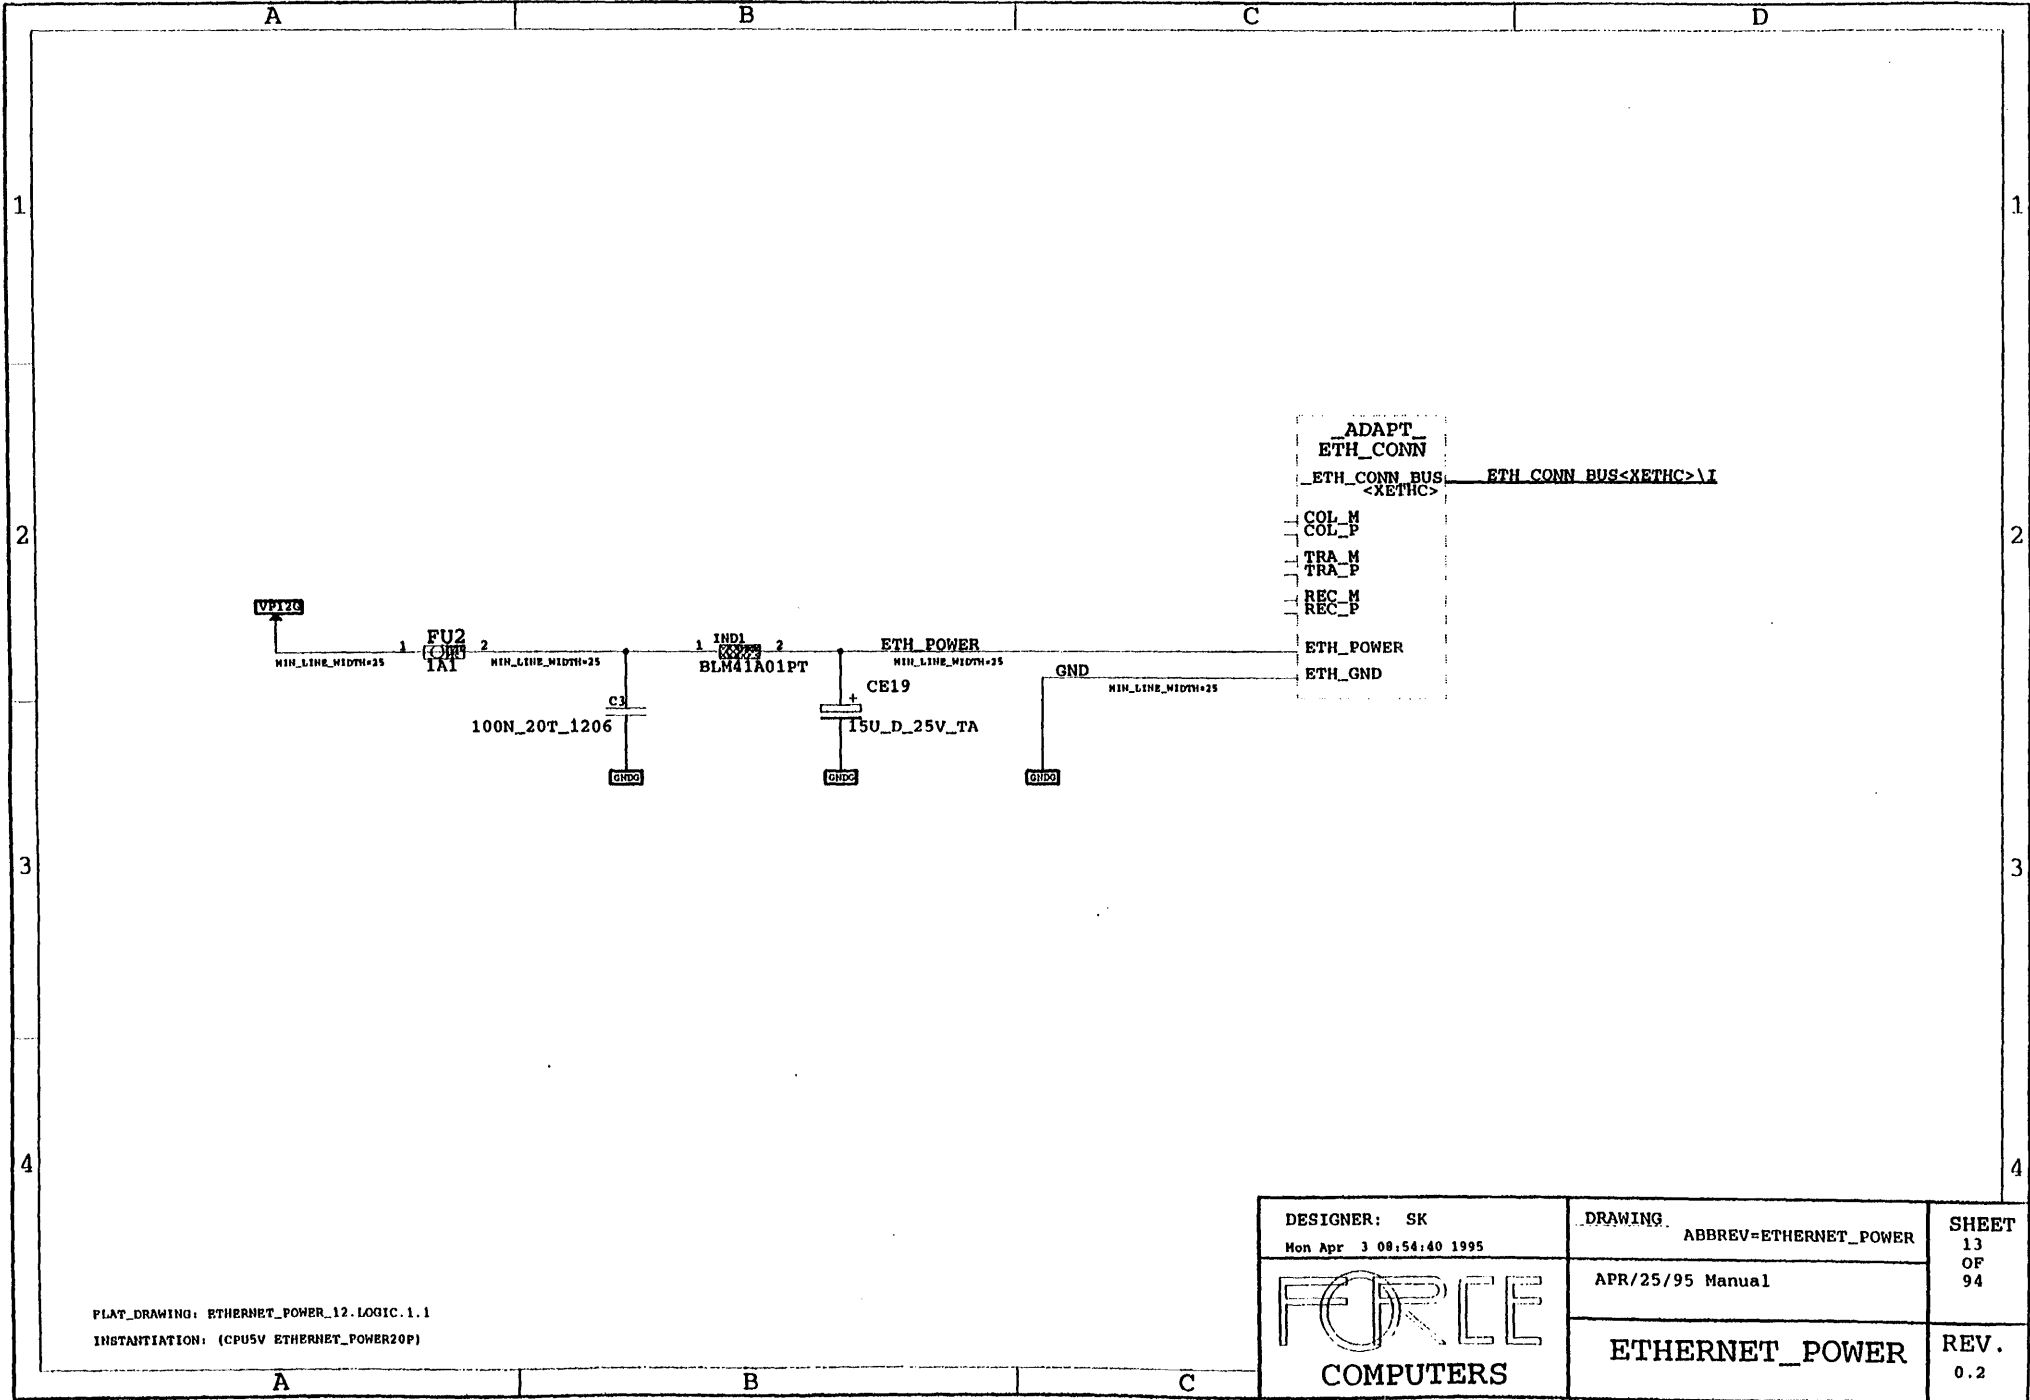 A B C D
1 1
_ADAPT_
ETH_CONN
_ETH_CONN_BUS ETH_CONN_BUS<XETHC>\I
<XETHC>
COL_M
2 COL_P 2
TRA_M
TRA_P
REC_M
REC_P
VP12G
1 FU2 2 1 IND1 2 ETH_POWER ETH_POWER
MIN_LINE_WIDTH=25 1A1 MIN_LINE_WIDTH=25 BLM41A01PT MIN_LINE_WIDTH=25
GND ETH_GND
MIN_LINE_WIDTH=25
CE19
+
C3
100N_20T_1206 15U_D_25V_TA
GNDG GNDG GNDG
3 3
4 4
DESIGNER: SK
Mon Apr 3 08:54:40 1995
FORCE
COMPUTERS
DRAWING
ABBREV=ETHERNET_POWER
APR/25/95 Manual
ETHERNET_POWER
SHEET
13
OF
94
REV.
0.2
PLAT_DRAWING: ETHERNET_POWER_12.LOGIC.1.1
INSTANTIATION: (CPU5V ETHERNET_POWER20P)
A B C